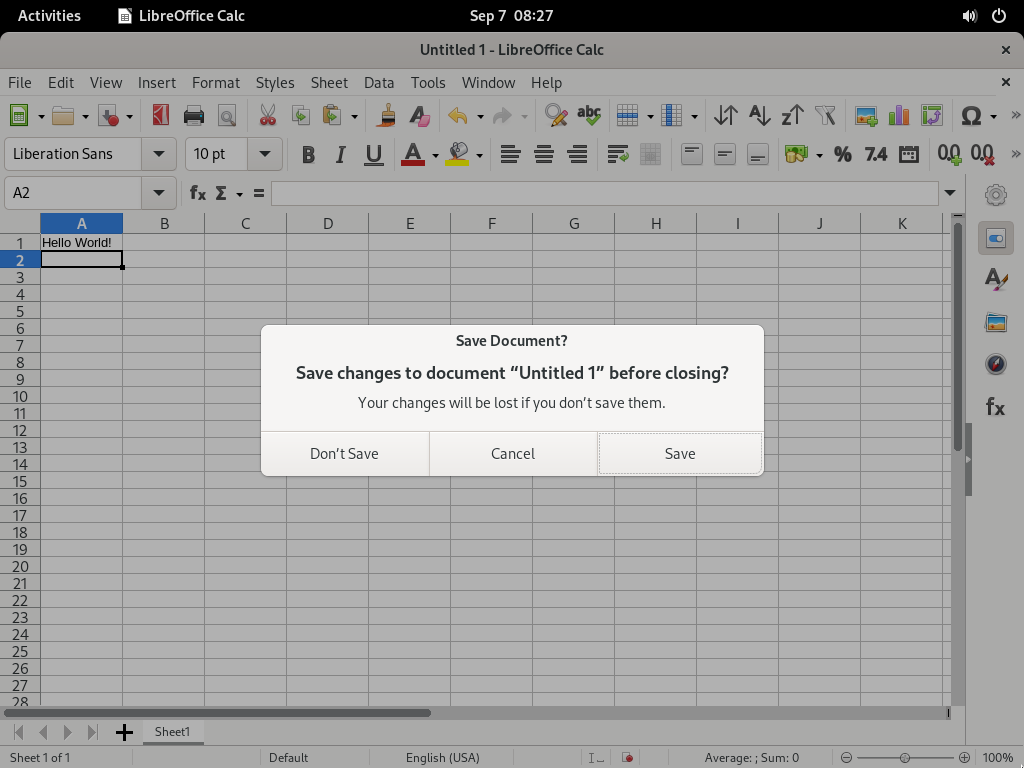 Activities LibreOffice Calc Sep 7 08:27
Untitled 1 - LibreOffice Calc
File Edit View Insert Format Styles Sheet Data Tools Window Help
Liberation Sans 10 pt
A2
A B C D E F G H I J K
1 Hello World!
2
3
4
5
6
7
8
9
10
11
12
13
14
15
16
17
18
19
20
21
22
23
24
25
26
27
28
Save Document?
Save changes to document “Untitled 1” before closing?
Your changes will be lost if you don’t save them.
Don’t Save Cancel Save
Sheet1
Sheet 1 of 1 Default English (USA) Average: ; Sum: 0 100%